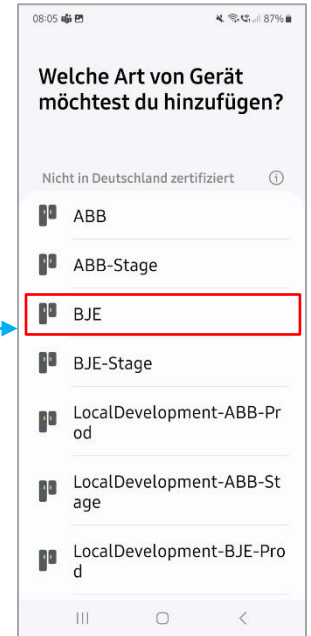 08:05 87%
Welche Art von Gerät
möchtest du hinzufügen?
Nicht in Deutschland zertifiziert
ABB
ABB-Stage
BJE
BJE-Stage
LocalDevelopment-ABB-Pr
od
LocalDevelopment-ABB-St
age
LocalDevelopment-BJE-Pro
d